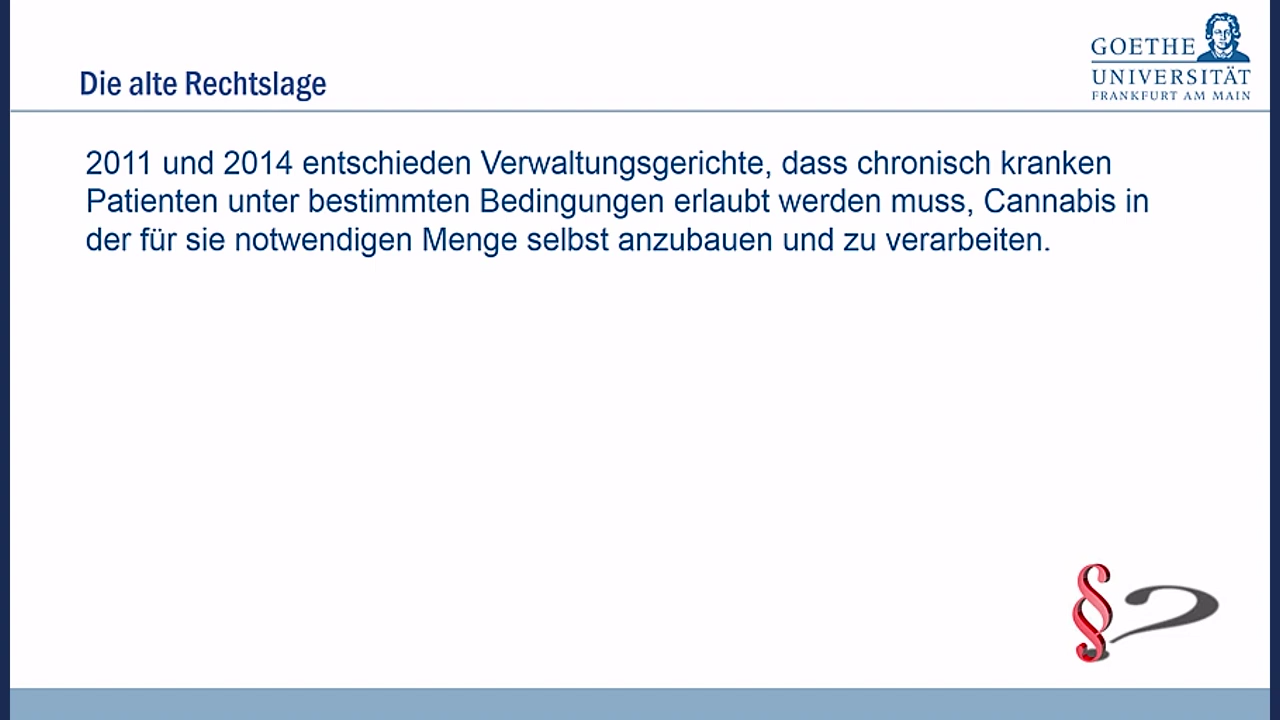 GOETHE
UNIVERSITÄT
FRANKFURT AM MAIN
Die alte Rechtslage
2011 und 2014 entschieden Verwaltungsgerichte, dass chronisch kranken
Patienten unter bestimmten Bedingungen erlaubt werden muss, Cannabis in
der für sie notwendigen Menge selbst anzubauen und zu verarbeiten.
§